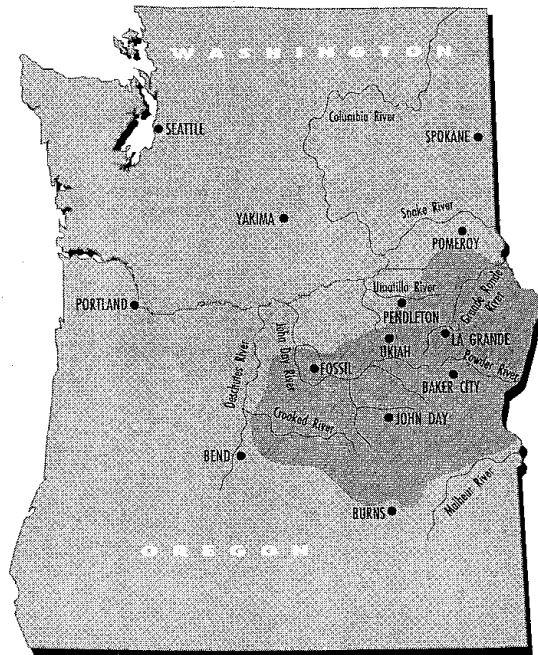 WASHINGTON
Columbia River
SEATTLE
SPOKANE
Snake River
YAKIMA
POMEROY
Grande Ronde River
Umatilla River
PORTLAND
PENDLETON
LA GRANDE
John Day River
UKIAH
Deschutes River
FOSSIL
Powder River
BAKER CITY
Crooked River
JOHN DAY
BEND
Malheur River
BURNS
OREGON